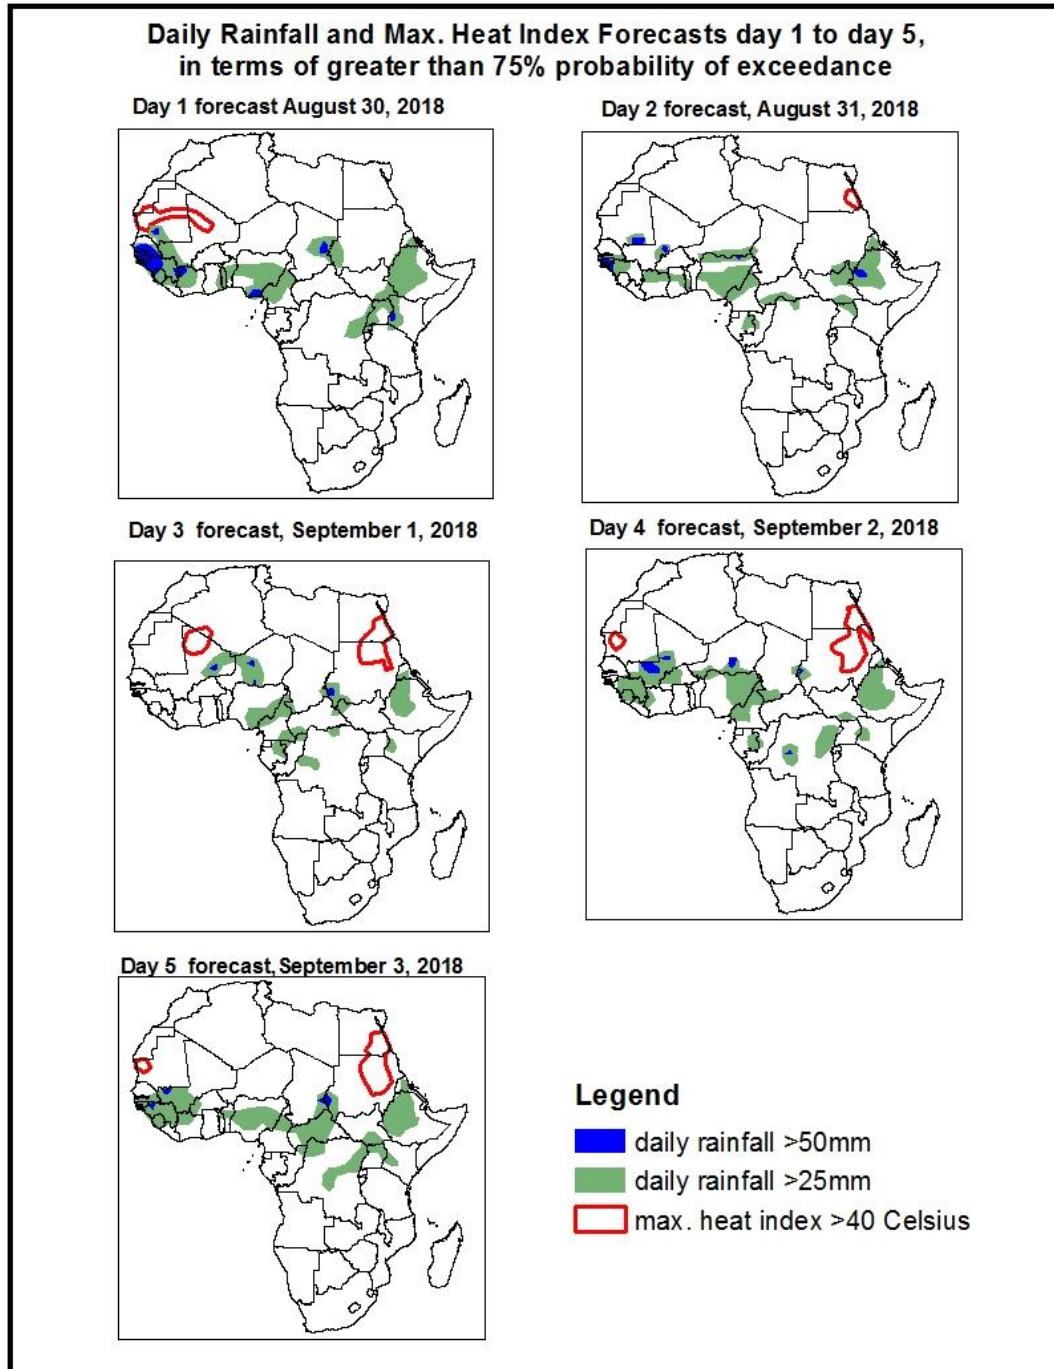 Daily Rainfall and Max. Heat Index Forecasts day 1 to day 5,
in terms of greater than 75% probability of exceedance
Day 1 forecast August 30, 2018
Day 2 forecast, August 31, 2018
Day 3 forecast, September 1, 2018
Day 4 forecast, September 2, 2018
Day 5 forecast, September 3, 2018
Legend
daily rainfall >50mm
daily rainfall >25mm
max. heat index >40 Celsius